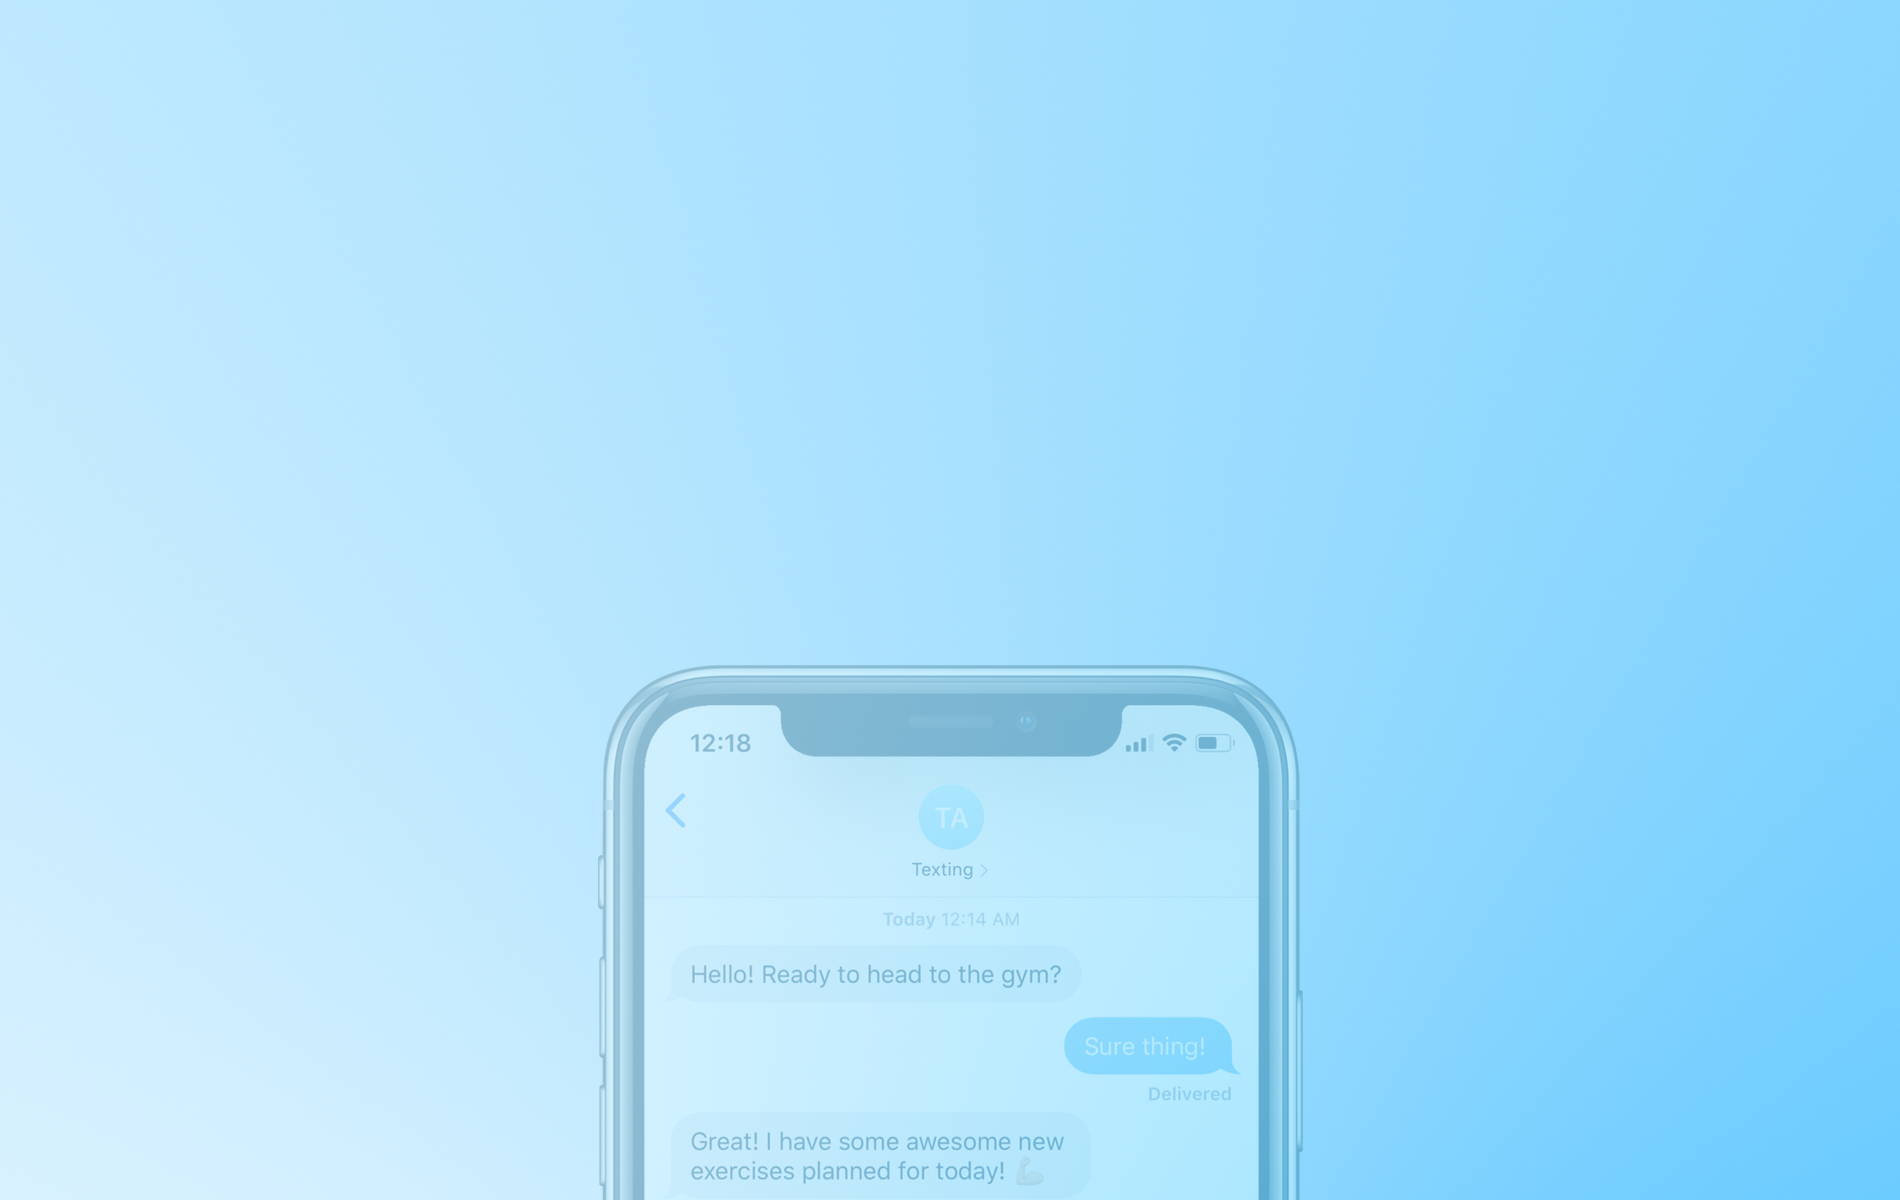 12:18
TA
Texting
Today 12:14 AM
Hello! Ready to head to the gym?
Sure thing!
Delivered
Great! I have some awesome new
exercises planned for today! 💪